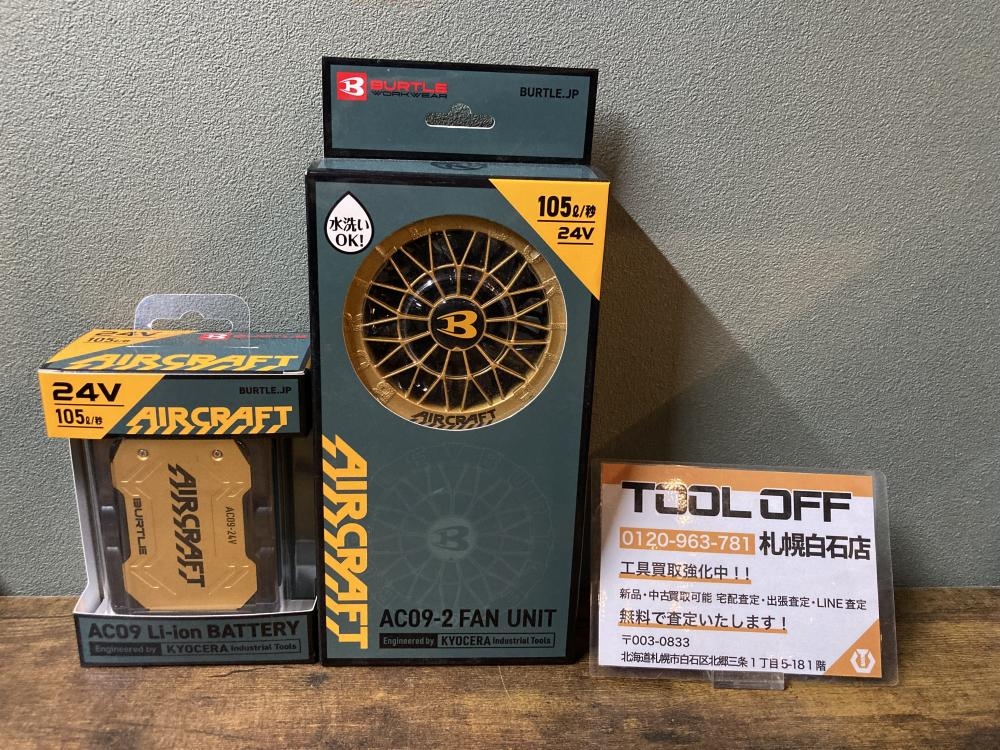 BURTLE
WORKWEAR
BURTLE.JP
水洗い
OK!
105ℓ/秒
24V
B
AIRCRAFT
AIRCRAFT
AC09-2 FAN UNIT
Engineered by KYOCERA Industrial Tools
24V
105ℓ/秒
AIRCRAFT
24V
105ℓ/秒
BURTLE.JP
AIRCRAFT
AIRCRAFT
BURTLE
AC09-24V
AC09 Li-ion BATTERY
Engineered by KYOCERA Industrial Tools
TOOL OFF
0120-963-781 札幌白石店
工具買取強化中!!
新品・中古買取可能 宅配査定・出張査定・LINE査定
無料で査定いたします!
〒003-0833
北海道札幌市白石区北郷三条1丁目5-18 1階